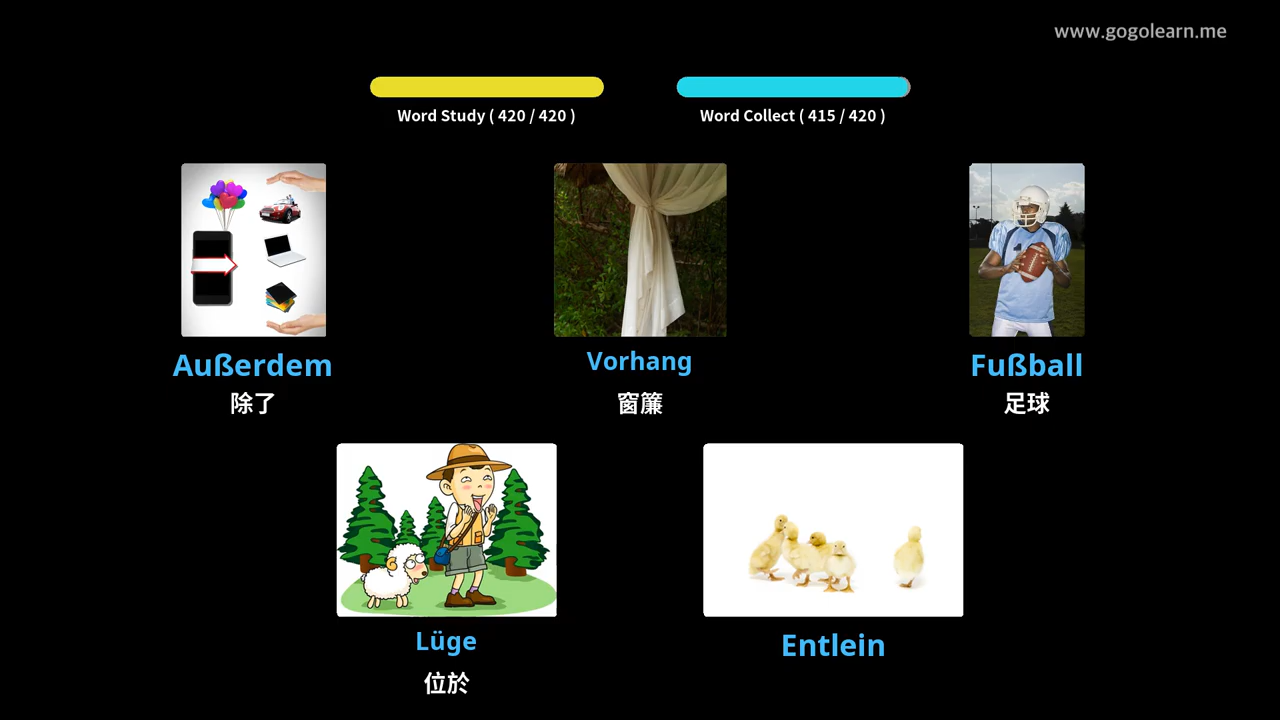 www.gogolearn.me
Word Study ( 420 / 420 )
Word Collect ( 415 / 420 )
Außerdem
除了
Vorhang
窗簾
Fußball
足球
Lüge
位於
Entlein